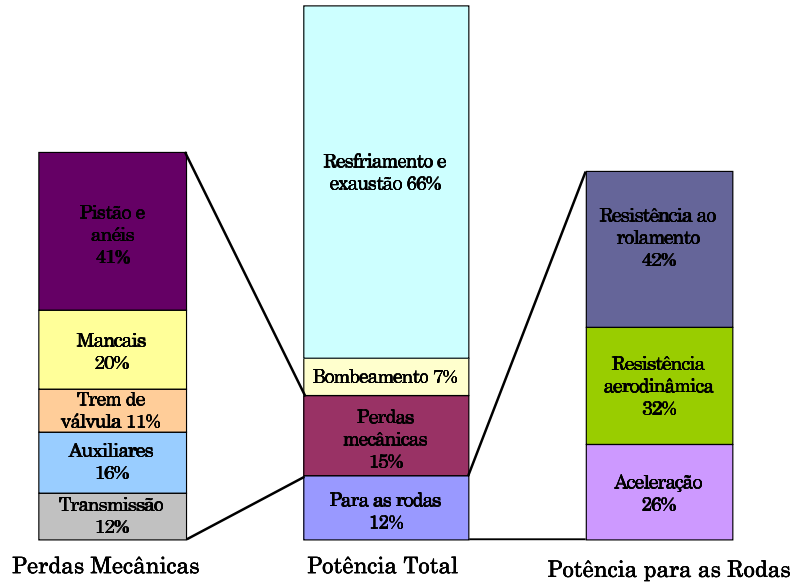 Pistão e
anéis
41%
Mancais
20%
Trem de
válvula 11%
Auxiliares
16%
Transmissão
12%
Perdas Mecânicas
Resfriamento e
exaustão 66%
Bombeamento 7%
Perdas
mecânicas
15%
Para as rodas
12%
Potência Total
Resistência ao
rolamento
42%
Resistência
aerodinâmica
32%
Aceleração
26%
Potência para as Rodas